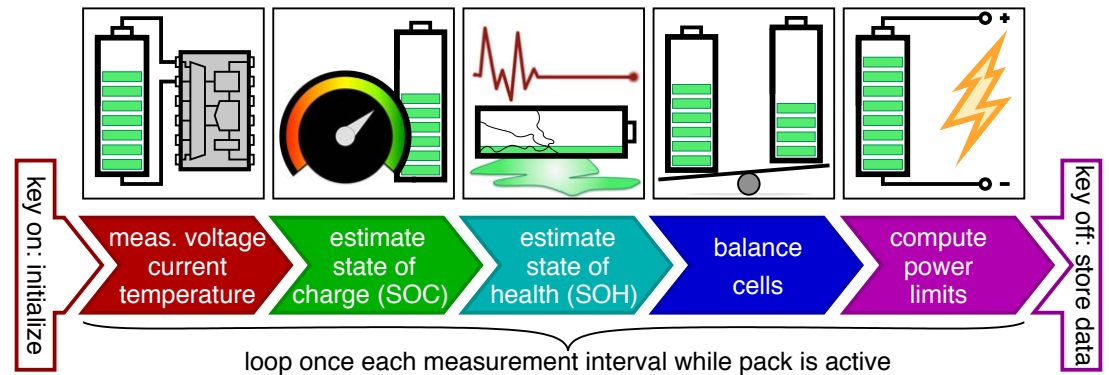 +
−
key on: initialize
meas. voltage
current
temperature
estimate
state of
charge (SOC)
estimate
state of
health (SOH)
balance
cells
compute
power
limits
key off: store data
loop once each measurement interval while pack is active